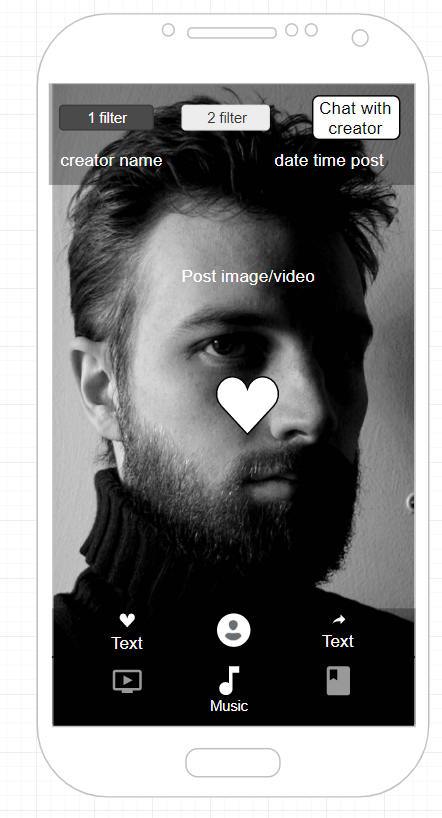 1 filter
2 filter
Chat with
creator
creator name
date time post
Post image/video
Text
Text
Music